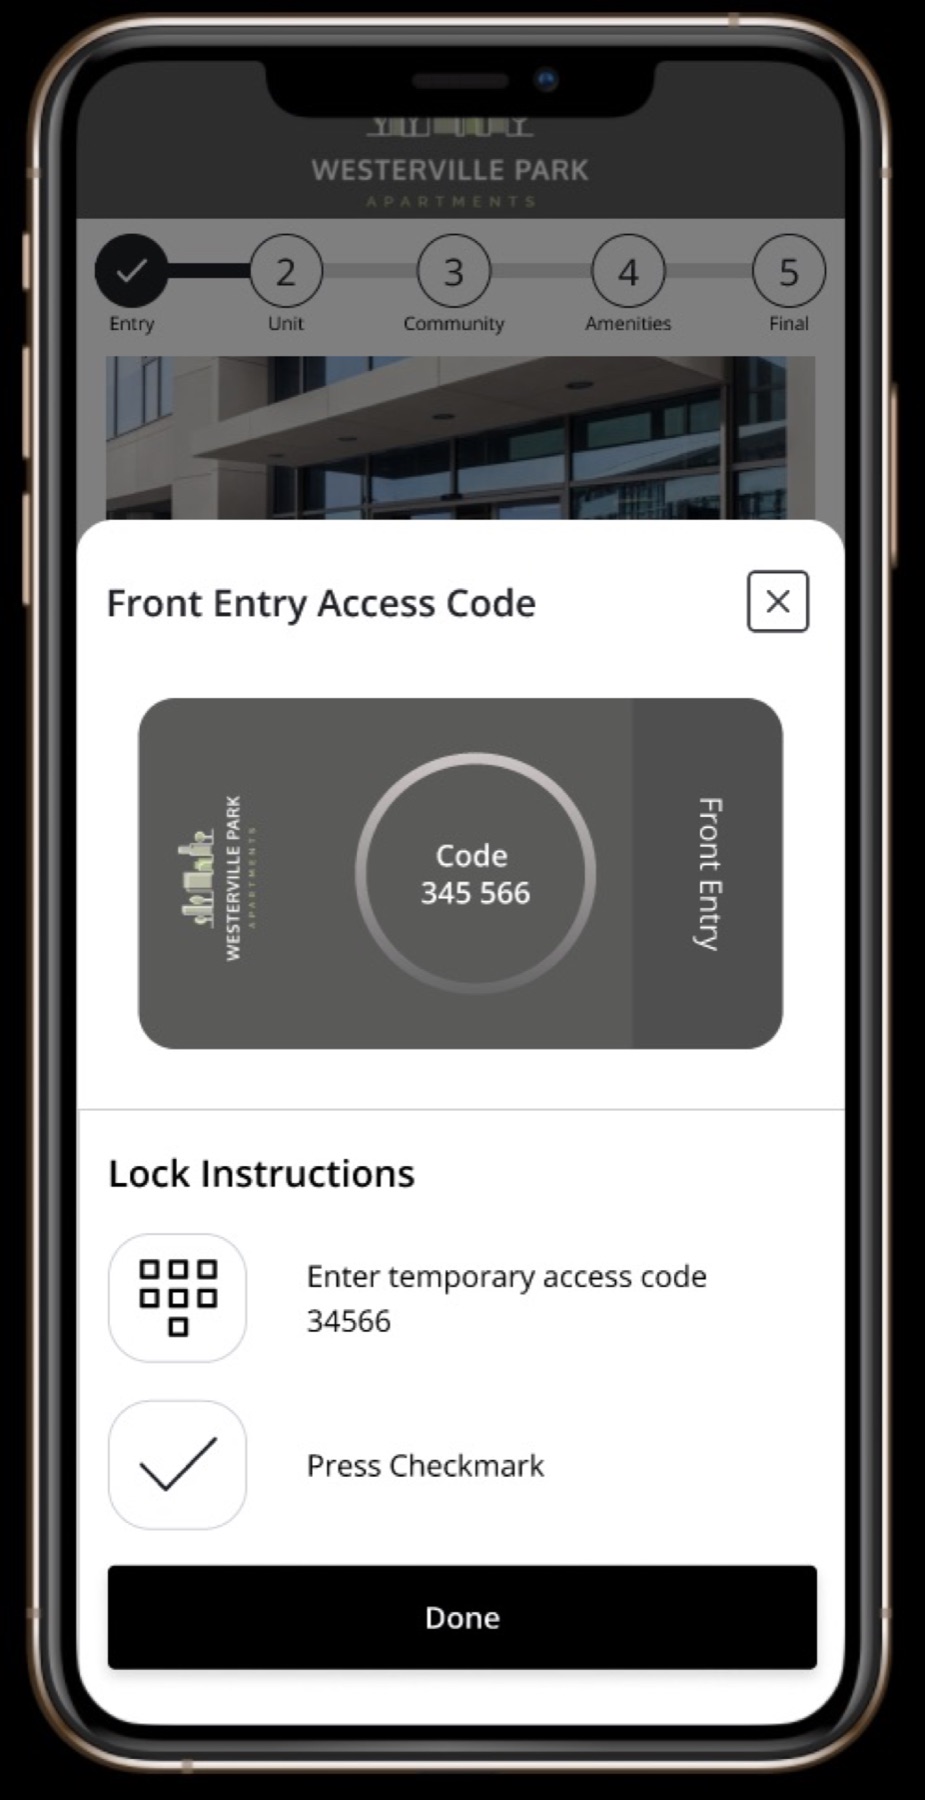 WESTERVILLE PARK
APARTMENTS
2
3
4
5
Entry
Unit
Community
Amenities
Final
Front Entry Access Code
WESTERVILLE PARK
APARTMENTS
Code
345 566
Front Entry
Lock Instructions
Enter temporary access code
34566
Press Checkmark
Done